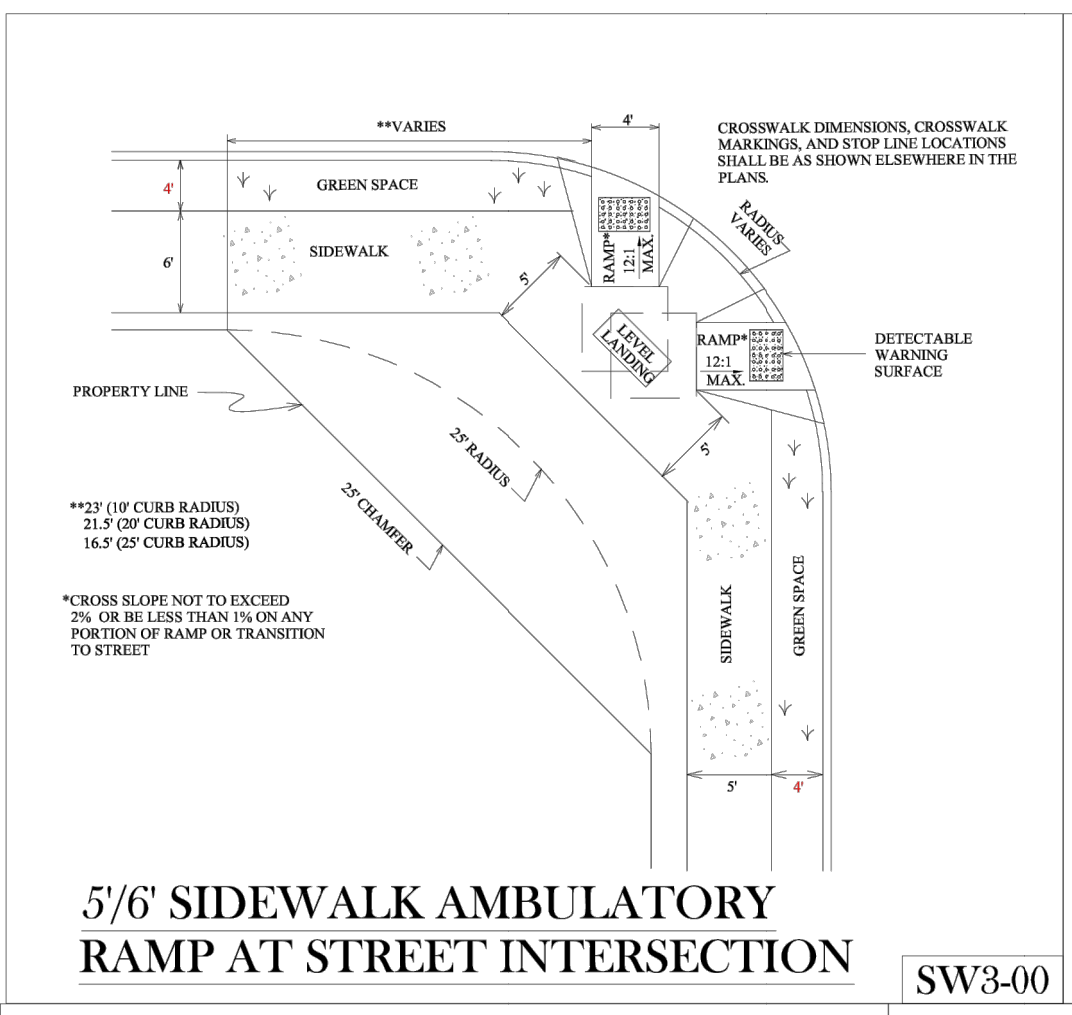 **VARIES
4'
CROSSWALK DIMENSIONS, CROSSWALK
MARKINGS, AND STOP LINE LOCATIONS
SHALL BE AS SHOWN ELSEWHERE IN THE
PLANS.
4'
GREEN SPACE
RADIUS
VARIES
SIDEWALK
6'
RAMP*
12:1
MAX.
5'
LEVEL
LANDING
RAMP*
12:1
MAX.
DETECTABLE
WARNING
SURFACE
PROPERTY LINE
25' RADIUS
5'
25' CHAMFER
**23' (10' CURB RADIUS)
21.5' (20' CURB RADIUS)
16.5' (25' CURB RADIUS)
*CROSS SLOPE NOT TO EXCEED
2% OR BE LESS THAN 1% ON ANY
PORTION OF RAMP OR TRANSITION
TO STREET
SIDEWALK
GREEN SPACE
5'
4'
5'/6' SIDEWALK AMBULATORY
RAMP AT STREET INTERSECTION
SW3-00